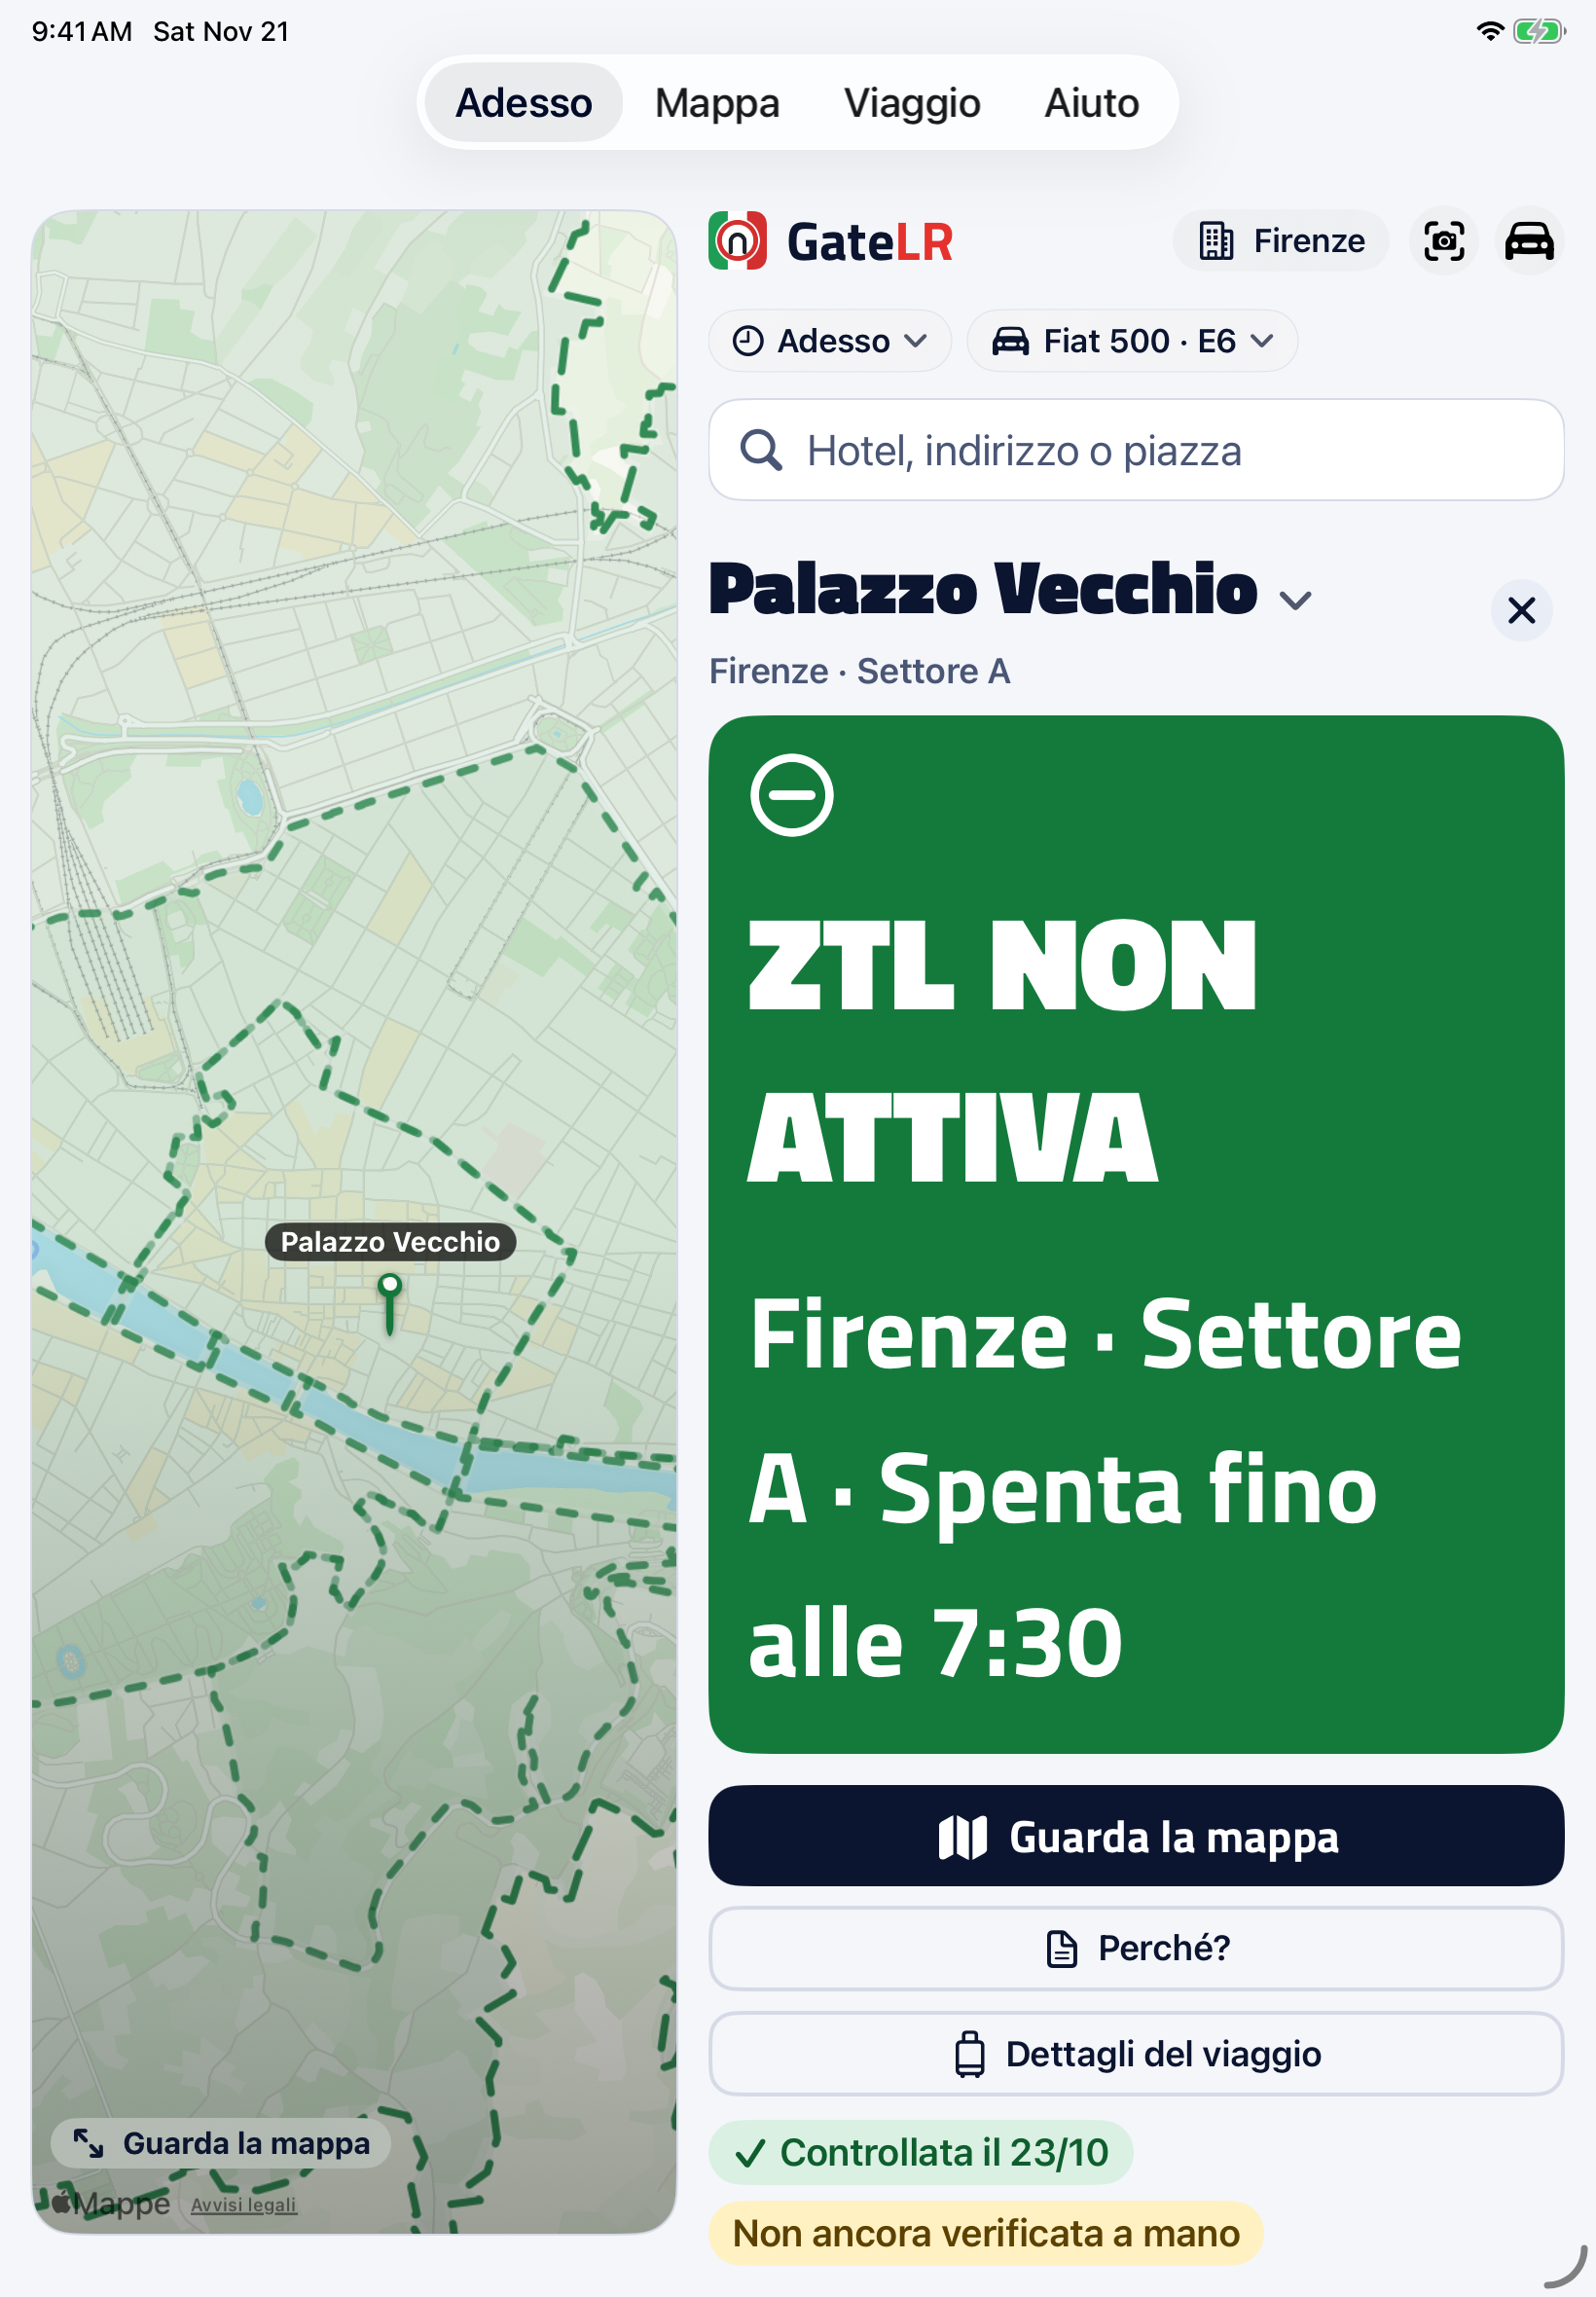 9:41 AM Sat Nov 21
Adesso
Mappa
Viaggio
Aiuto
GateLR
Firenze
Adesso
Fiat 500 · E6
Hotel, indirizzo o piazza
Palazzo Vecchio
Firenze · Settore A
ZTL NON
ATTIVA
Firenze · Settore
A · Spenta fino
alle 7:30
Guarda la mappa
Perché?
Dettagli del viaggio
Controllata il 23/10
Non ancora verificata a mano
Palazzo Vecchio
Guarda la mappa
Mappe
Avvisi legali